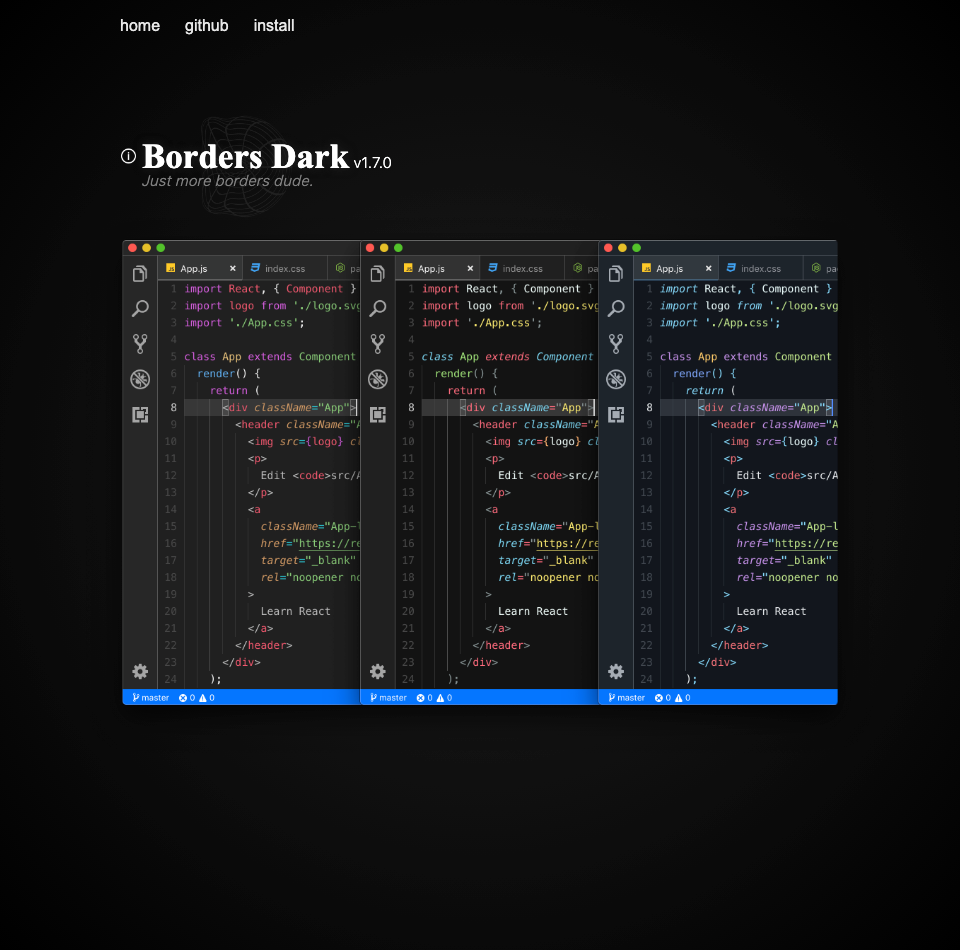 home github install
Borders Dark v1.7.0
Just more borders dude.
App.js × index.css pa
1 import React, { Component }
2 import logo from './logo.svg
3 import './App.css';
4
5 class App extends Component
6 render() {
7 return (
8 <div className="App">
9 <header className="A
10 <img src={logo} cl
11 <p>
12 Edit <code>src/A
13 </p>
14 <a
15 className="App-l
16 href="https://re
17 target="_blank"
18 rel="noopener no
19 >
20 Learn React
21 </a>
22 </header>
23 </div>
24 );
master 0 0
App.js × index.css pa
1 import React, { Component }
2 import logo from './logo.svg
3 import './App.css';
4
5 class App extends Component
6 render() {
7 return (
8 <div className="App">
9 <header className="A
10 <img src={logo} cl
11 <p>
12 Edit <code>src/A
13 </p>
14 <a
15 className="App-l
16 href="https://re
17 target="_blank"
18 rel="noopener no
19 >
20 Learn React
21 </a>
22 </header>
23 </div>
24 );
master 0 0
App.js × index.css pa
1 import React, { Component }
2 import logo from './logo.svg
3 import './App.css';
4
5 class App extends Component
6 render() {
7 return (
8 <div className="App">
9 <header className="A
10 <img src={logo} cl
11 <p>
12 Edit <code>src/A
13 </p>
14 <a
15 className="App-l
16 href="https://re
17 target="_blank"
18 rel="noopener no
19 >
20 Learn React
21 </a>
22 </header>
23 </div>
24 );
master 0 0